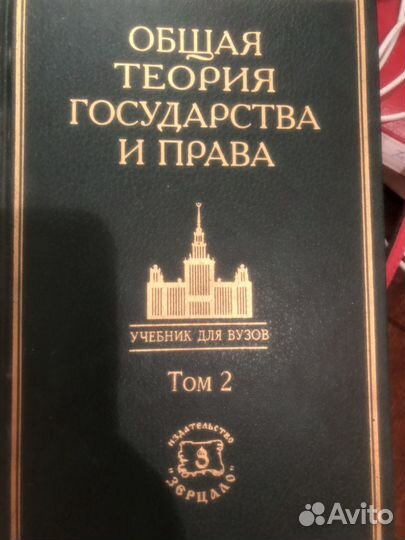 ОБЩАЯ
ТЕОРИЯ
ГОСУДАРСТВА
И ПРАВА
УЧЕБНИК ДЛЯ ВУЗОВ
Том 2
ИЗДАТЕЛЬСТВО
"ЗЕРЦАЛО"
Avito